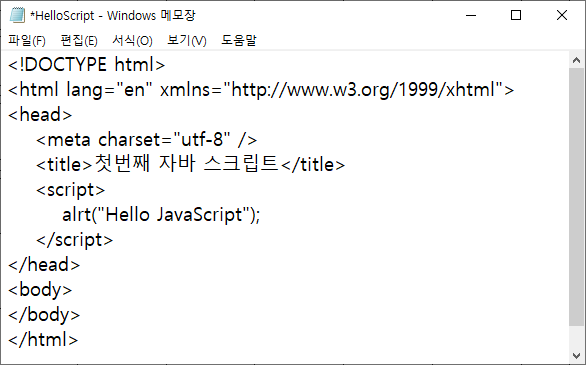 *HelloScript - Windows 메모장
파일(F) 편집(E) 서식(O) 보기(V) 도움말
<!DOCTYPE html>
<html lang="en" xmlns="http://www.w3.org/1999/xhtml">
<head>
<meta charset="utf-8" />
<title>첫번째 자바 스크립트</title>
<script>
alrt("Hello JavaScript");
</script>
</head>
<body>
</body>
</html>